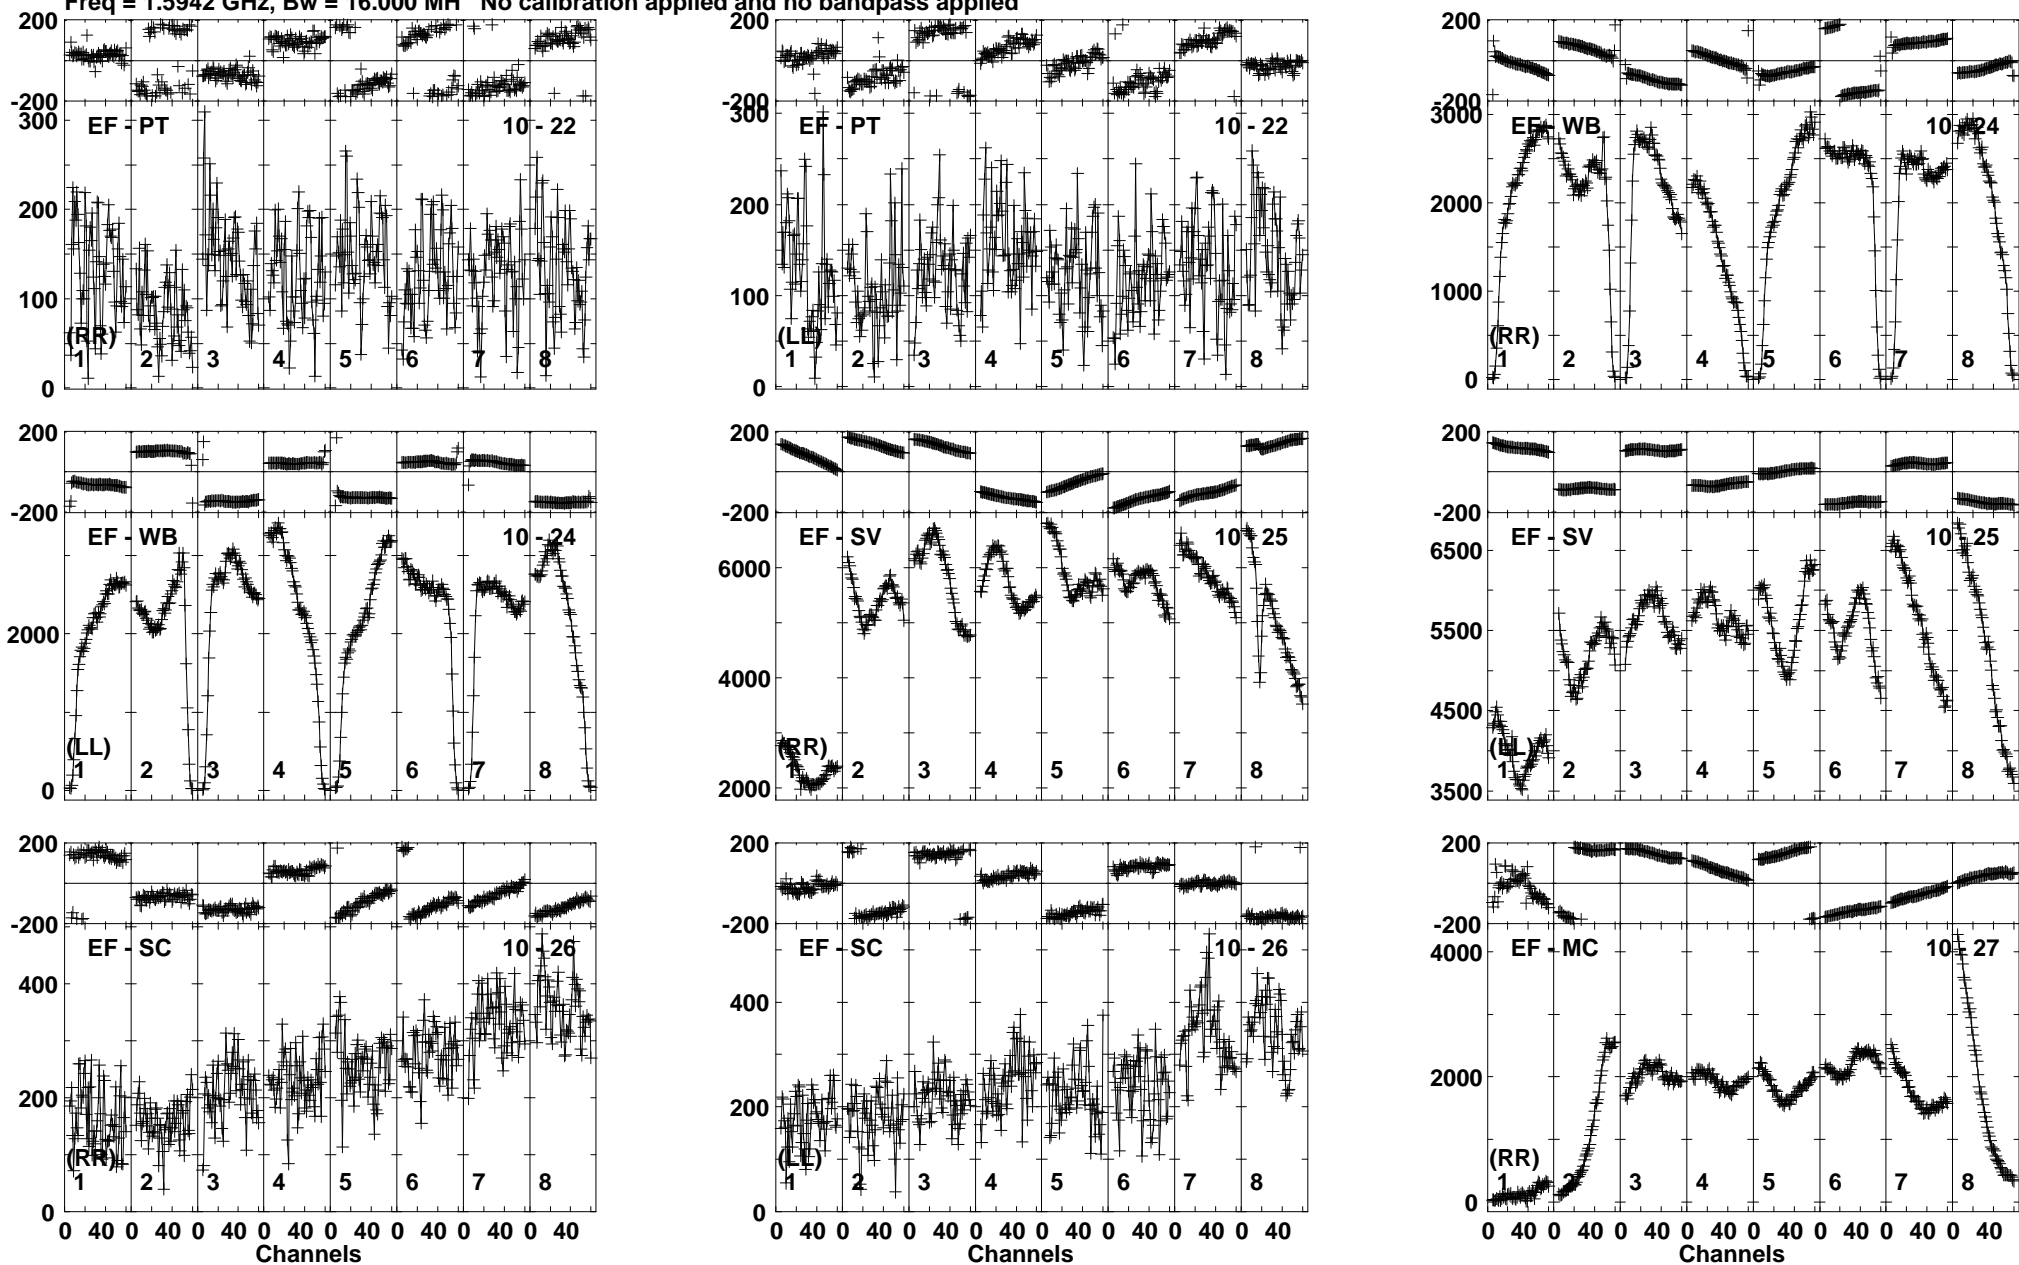 Freq = 1.5942 GHz, Bw = 16.000 MH No calibration applied and no bandpass applied
200 200 200
-200 -200 -200
300 300 3000
EF - PT 10 - 22 EF - PT 10 - 22 EF - WB 10 - 24
200 200 2000
100 100 1000
(RR) (LL) (RR)
1 2 3 4 5 6 7 8 1 2 3 4 5 6 7 8 1 2 3 4 5 6 7 8
0 0 0
200 200 200
-200 -200 -200
EF - WB 10 - 24 EF - SV 10 - 25 EF - SV 10 - 25
6000 6500
2000 5500
4000 4500
(LL) (RR) (LL)
1 2 3 4 5 6 7 8 1 2 3 4 5 6 7 8 1 2 3 4 5 6 7 8
0 2000 3500
200 200 200
-200 -200 -200
EF - SC 10 - 26 EF - SC 10 - 26 EF - MC 10 - 27
4000
400 400
2000
200 200
(RR) (LL) (RR)
1 2 3 4 5 6 7 8 1 2 3 4 5 6 7 8 1 2 3 4 5 6 7 8
0 0 0
0 40 0 40 0 40 0 40 0 40 0 40 0 40 0 40 0 40 0 40 0 40 0 40 0 40 0 40 0 40 0 40 0 40 0 40 0 40 0 40 0 40 0 40 0 40 0 40
Channels Channels Channels